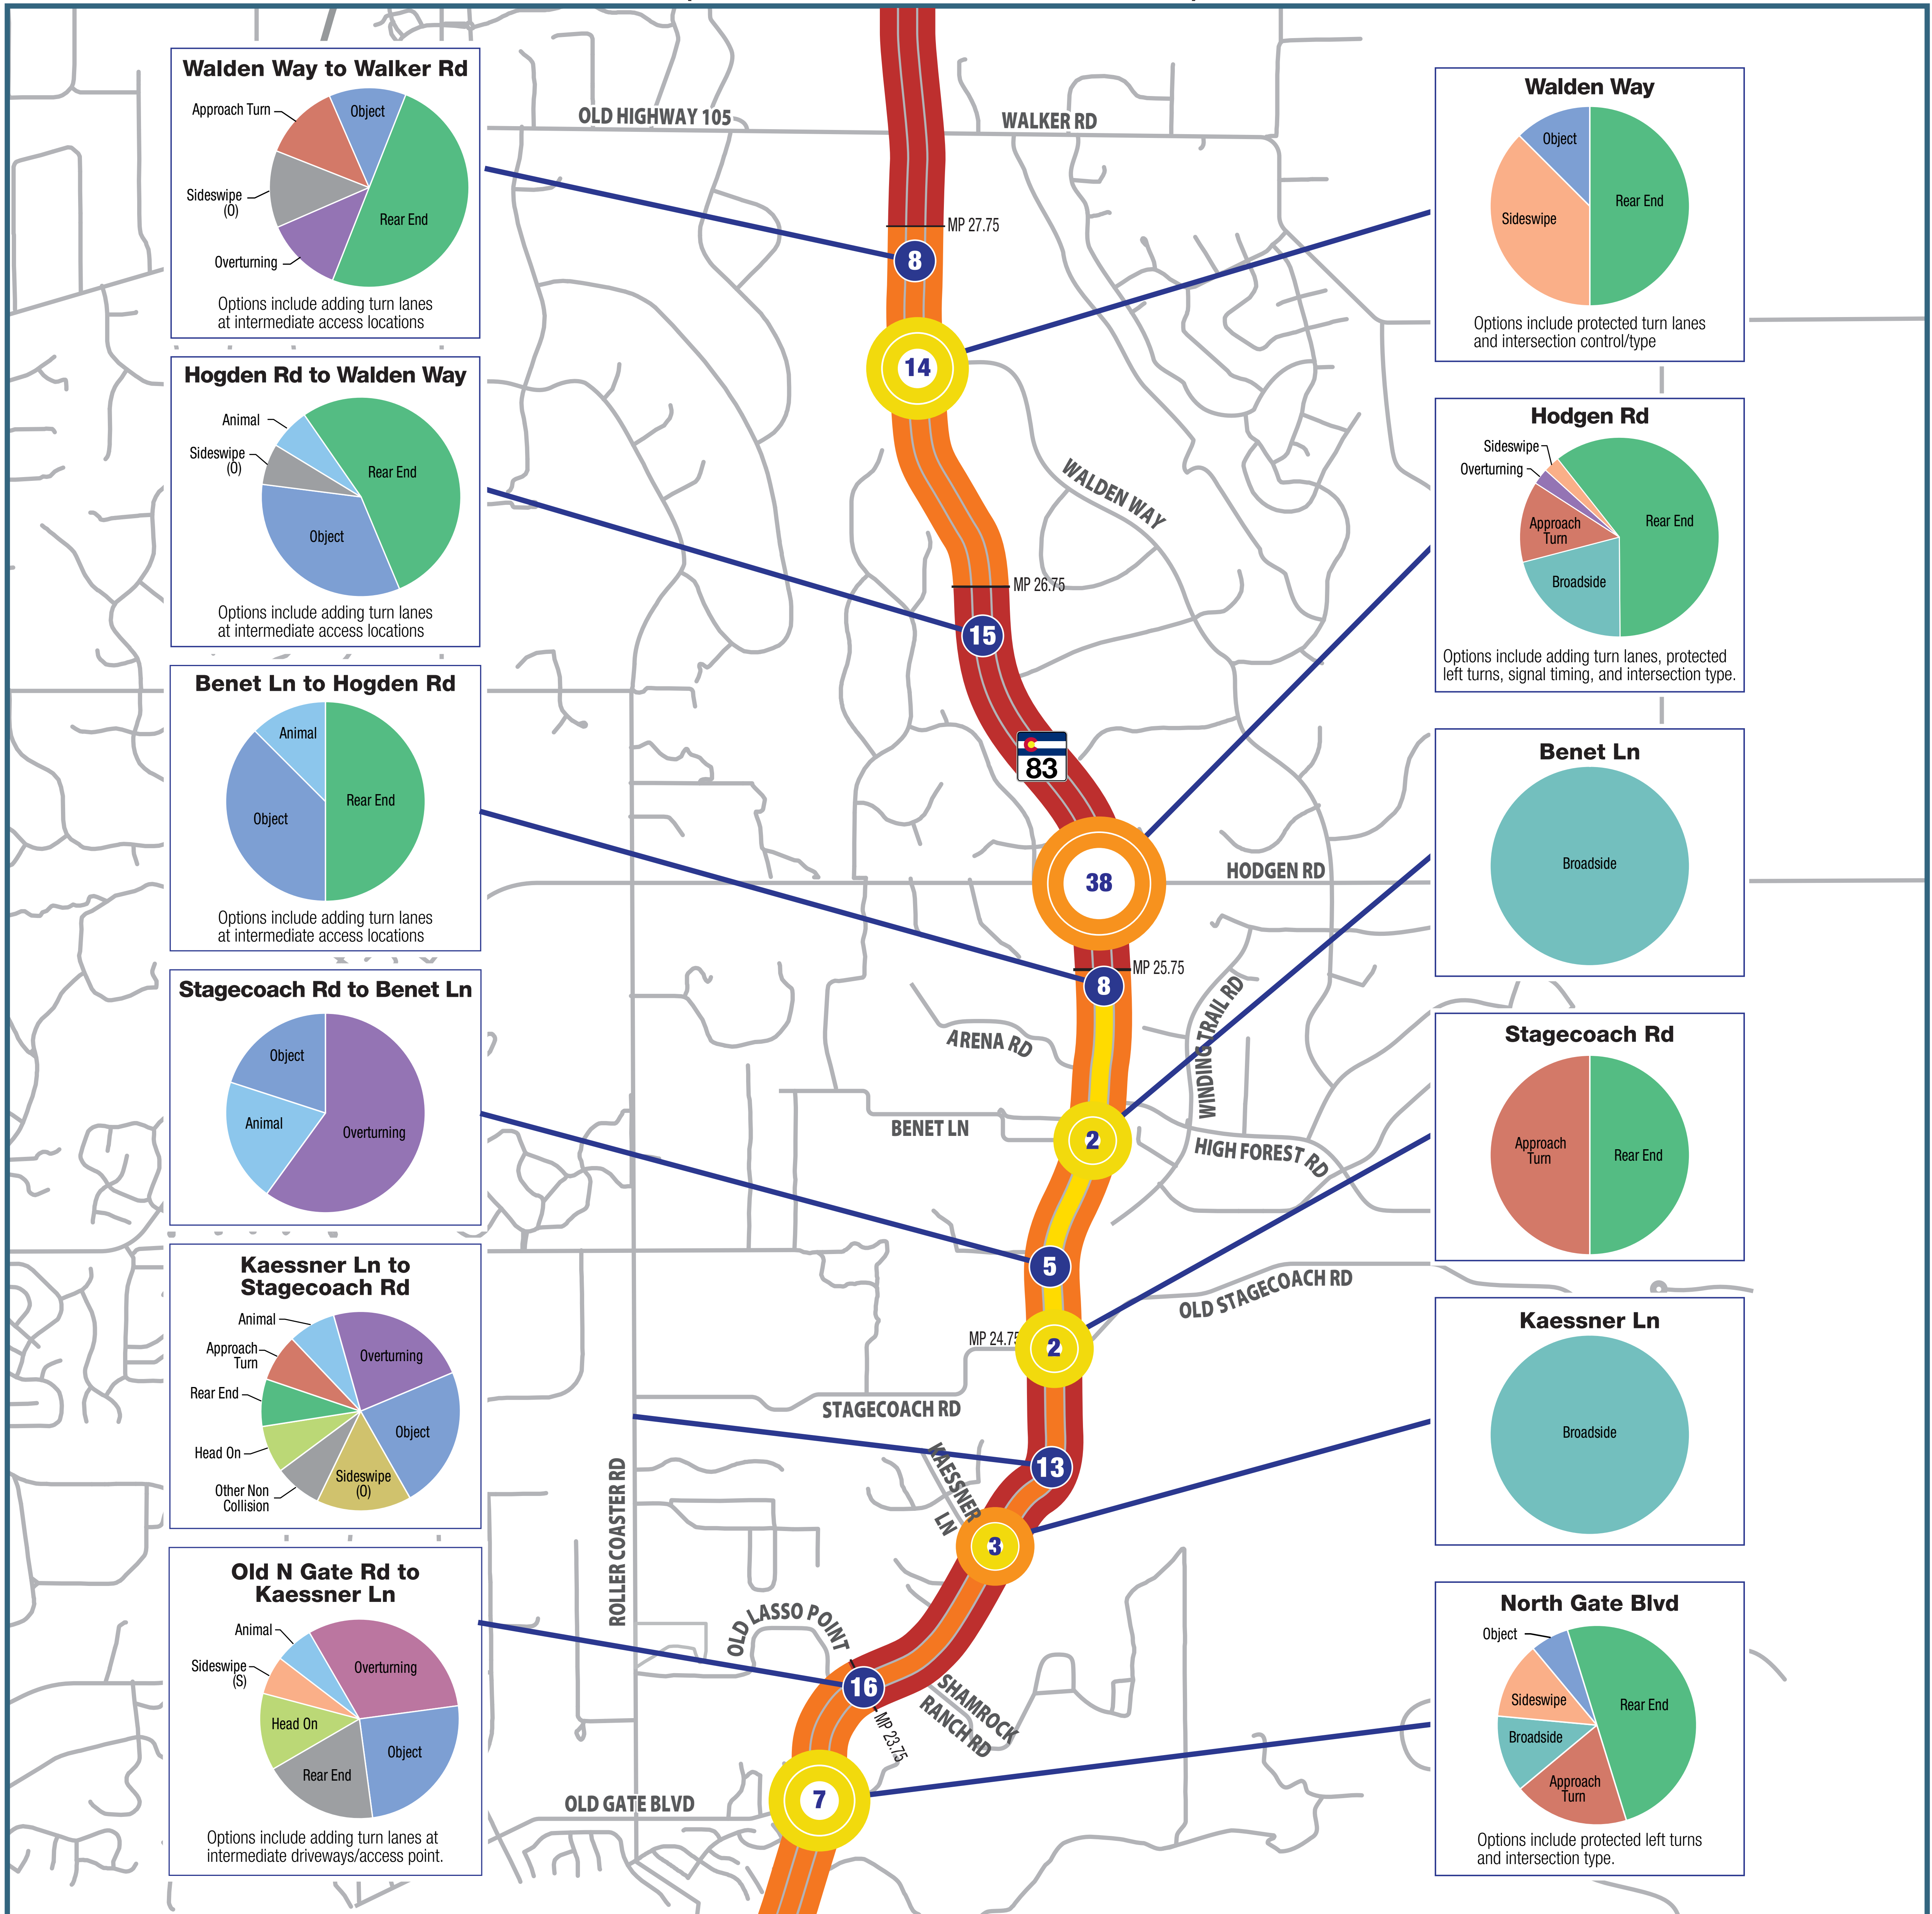 Walden Way to Walker Rd
Approach Turn
Object
Sideswipe
(O)
Rear End
Overturning
Options include adding turn lanes
at intermediate access locations
Hogden Rd to Walden Way
Animal
Sideswipe
(O)
Rear End
Object
Options include adding turn lanes
at intermediate access locations
Benet Ln to Hogden Rd
Animal
Rear End
Object
Options include adding turn lanes
at intermediate access locations
Stagecoach Rd to Benet Ln
Object
Animal
Overturning
Kaessner Ln to
Stagecoach Rd
Animal
Approach
Turn
Overturning
Rear End
Object
Head On
Sideswipe
(O)
Other Non
Collision
Old N Gate Rd to
Kaessner Ln
Animal
Sideswipe
(S)
Overturning
Head On
Object
Rear End
Options include adding turn lanes at
intermediate driveways/access point.
OLD HIGHWAY 105
WALKER RD
MP 27.75
8
14
WALDEN WAY
MP 26.75
15
83
38
HODGEN RD
MP 25.75
8
ARENA RD
WINDING TRAIL RD
BENET LN
2
HIGH FOREST RD
5
OLD STAGECOACH RD
MP 24.75
2
STAGECOACH RD
13
KAESSNER
LN
3
ROLLER COASTER RD
OLD LASSO POINT
16
SHAMROCK
RANCH RD
MP 23.75
OLD GATE BLVD
7
Walden Way
Object
Rear End
Sideswipe
Options include protected turn lanes
and intersection control/type
Hodgen Rd
Sideswipe
Overturning
Rear End
Approach
Turn
Broadside
Options include adding turn lanes, protected
left turns, signal timing, and intersection type.
Benet Ln
Broadside
Stagecoach Rd
Approach
Turn
Rear End
Kaessner Ln
Broadside
North Gate Blvd
Object
Sideswipe
Rear End
Broadside
Approach
Turn
Options include protected left turns
and intersection type.